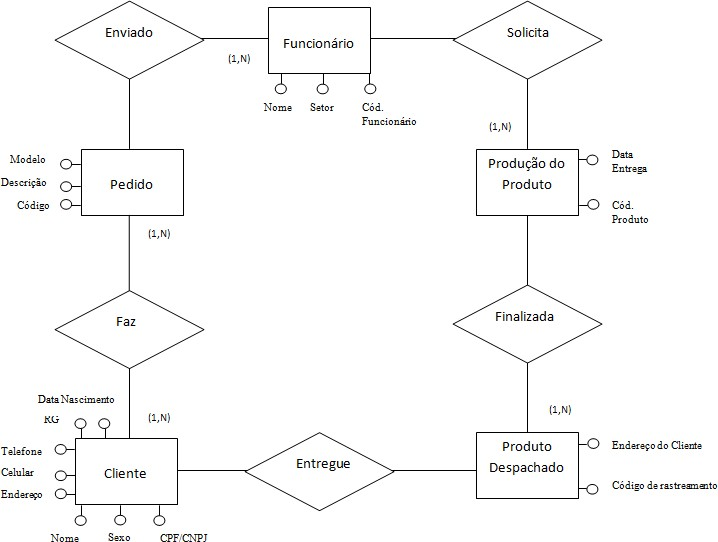 Enviado
Funcionário
Solicita
(1,N)
Nome
Setor
Cód.
Funcionário
(1,N)
Modelo
Descrição
Código
Pedido
Produção do
Produto
Data
Entrega
Cód.
Produto
(1,N)
Faz
Finalizada
Data Nascimento
RG
(1,N)
(1,N)
Telefone
Celular
Endereço
Cliente
Entregue
Produto
Despachado
Endereço do Cliente
Código de rastreamento
Nome
Sexo
CPF/CNPJ